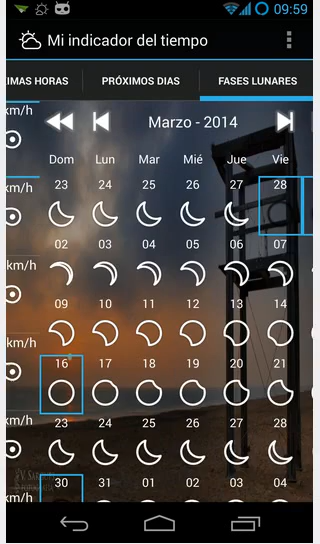 09:59
Mi indicador del tiempo
IMAS HORAS PRÓXIMOS DIAS FASES LUNARES
km/h
Marzo - 2014
Dom Lun Mar Mié Jue Vie
23 24 25 26 27 28
km/h
02 03 04 05 06 07
km/h
09 10 11 12 13 14
km/h
16 17 18 19 20 21
km/h
23 24 25 26 27 28
km/h
30 31 01 02 03 04